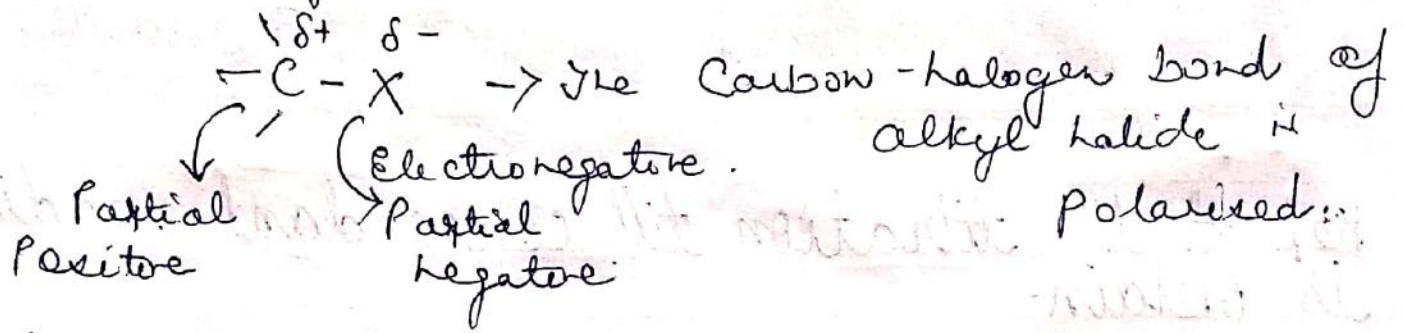 δ+ δ-
-C-X -> The Carbon-halogen bond of
alkyl halide is
Polarised.
Electronegative.
Partial
Positive
Partial
negative